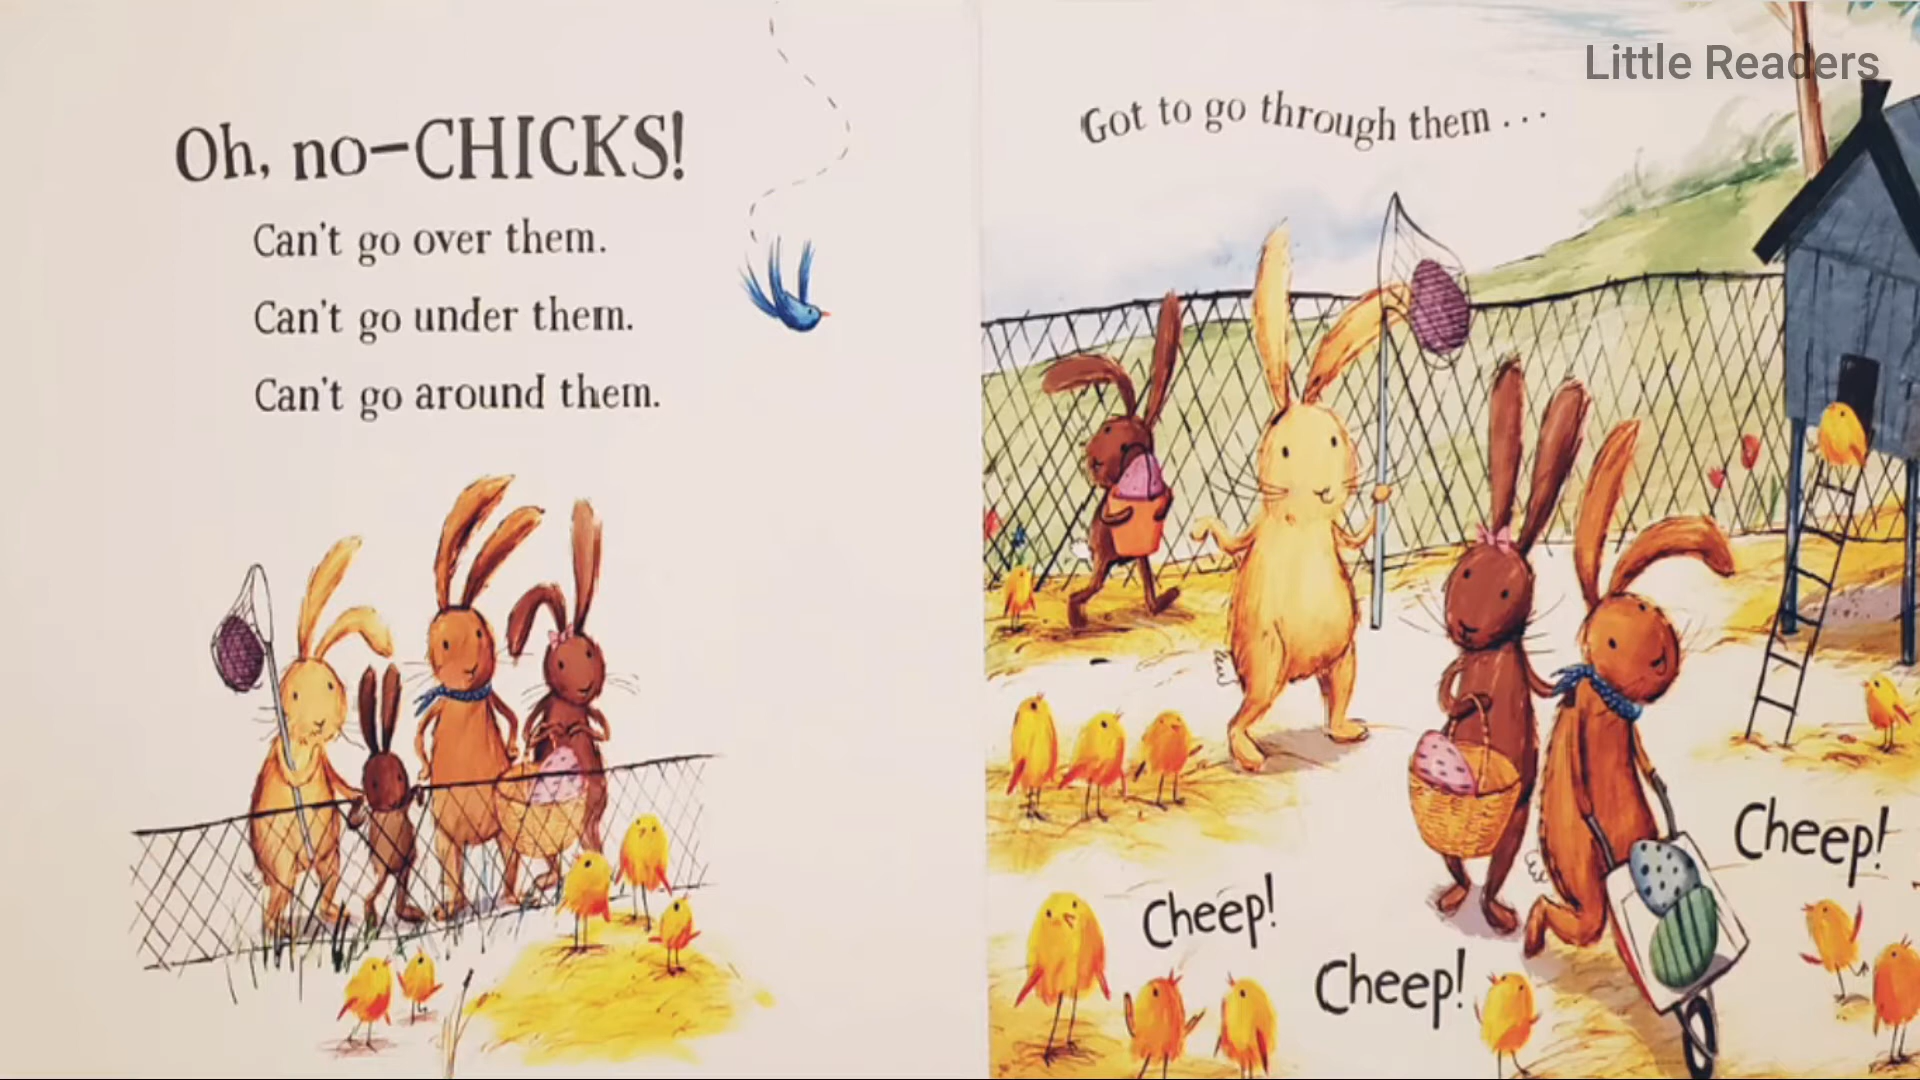 Oh, no–CHICKS!
Can't go over them.
Can't go under them.
Can't go around them.
Little Readers
Got to go through them . . .
Cheep!
Cheep!
Cheep!